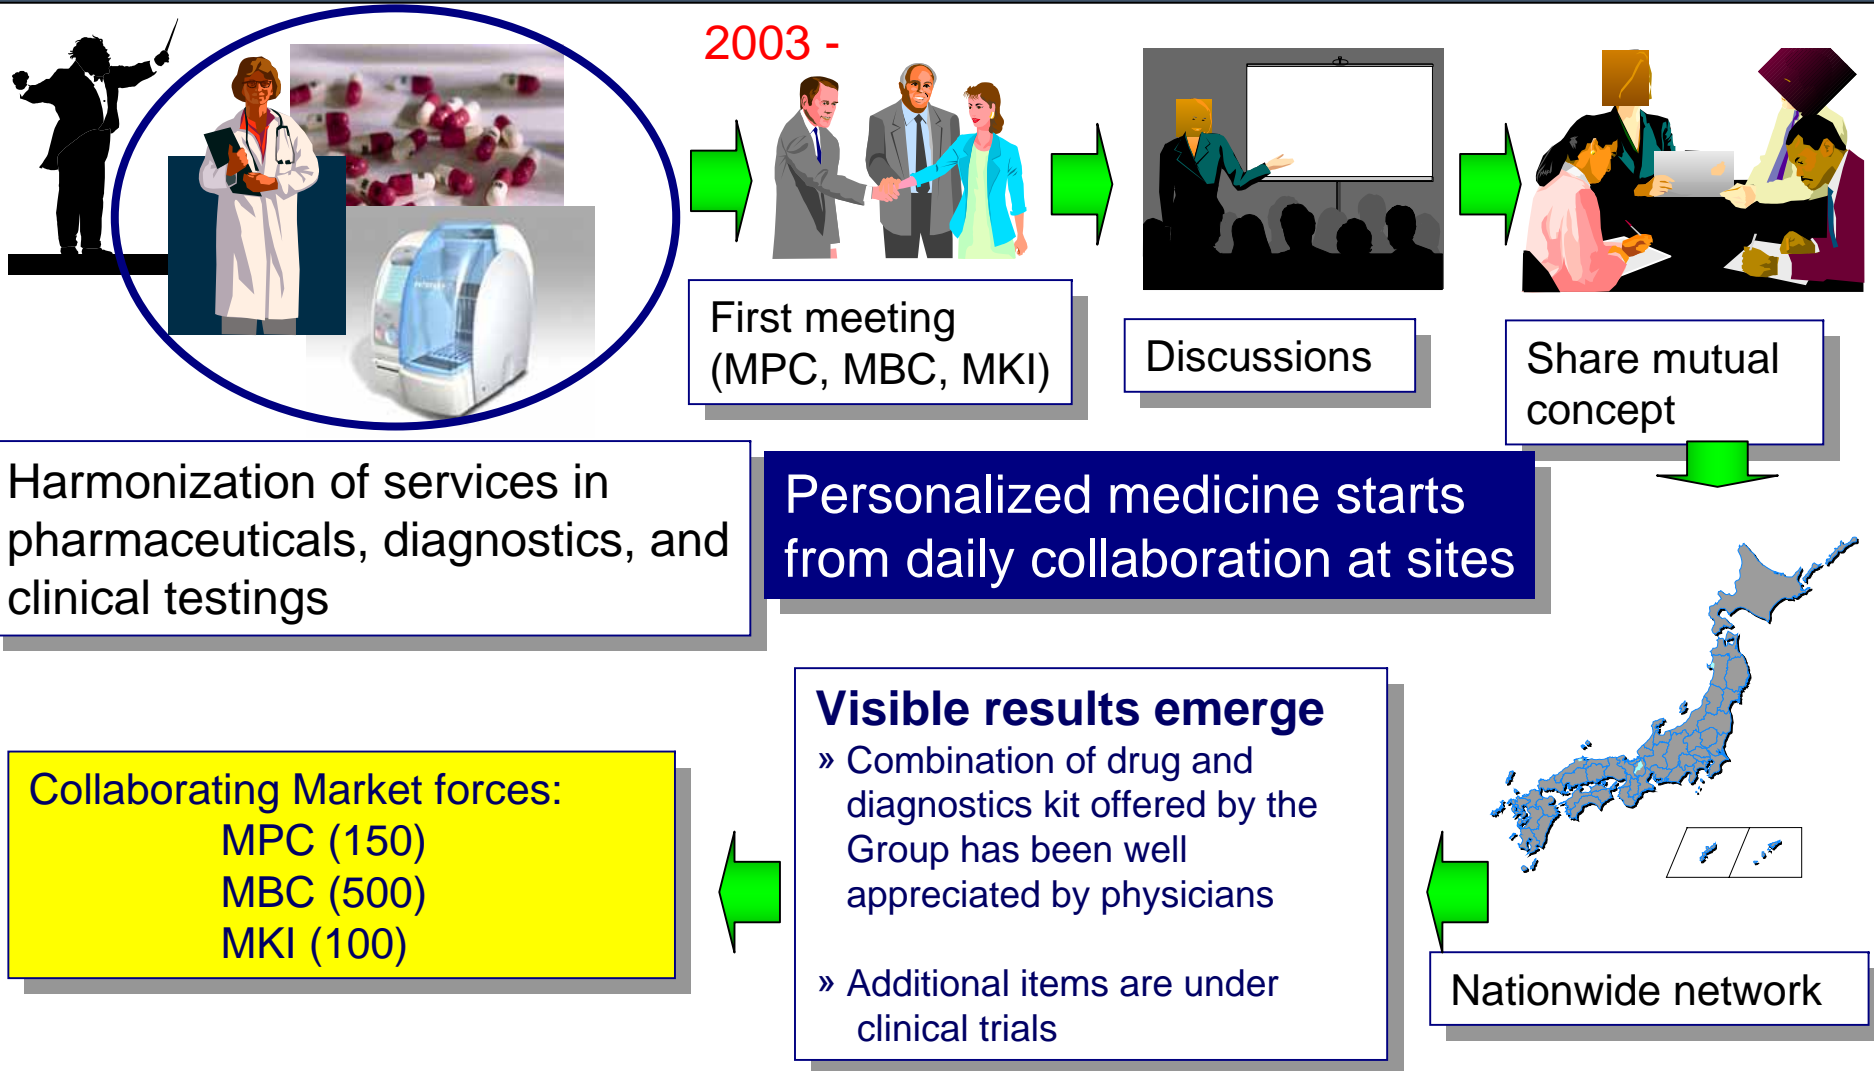 2003 -
First meeting
(MPC, MBC, MKI)
Discussions
Share mutual
concept
Harmonization of services in
pharmaceuticals, diagnostics, and
clinical testings
Personalized medicine starts
from daily collaboration at sites
Nationwide network
Visible results emerge
» Combination of drug and
diagnostics kit offered by the
Group has been well
appreciated by physicians
» Additional items are under
clinical trials
Collaborating Market forces:
MPC (150)
MBC (500)
MKI (100)